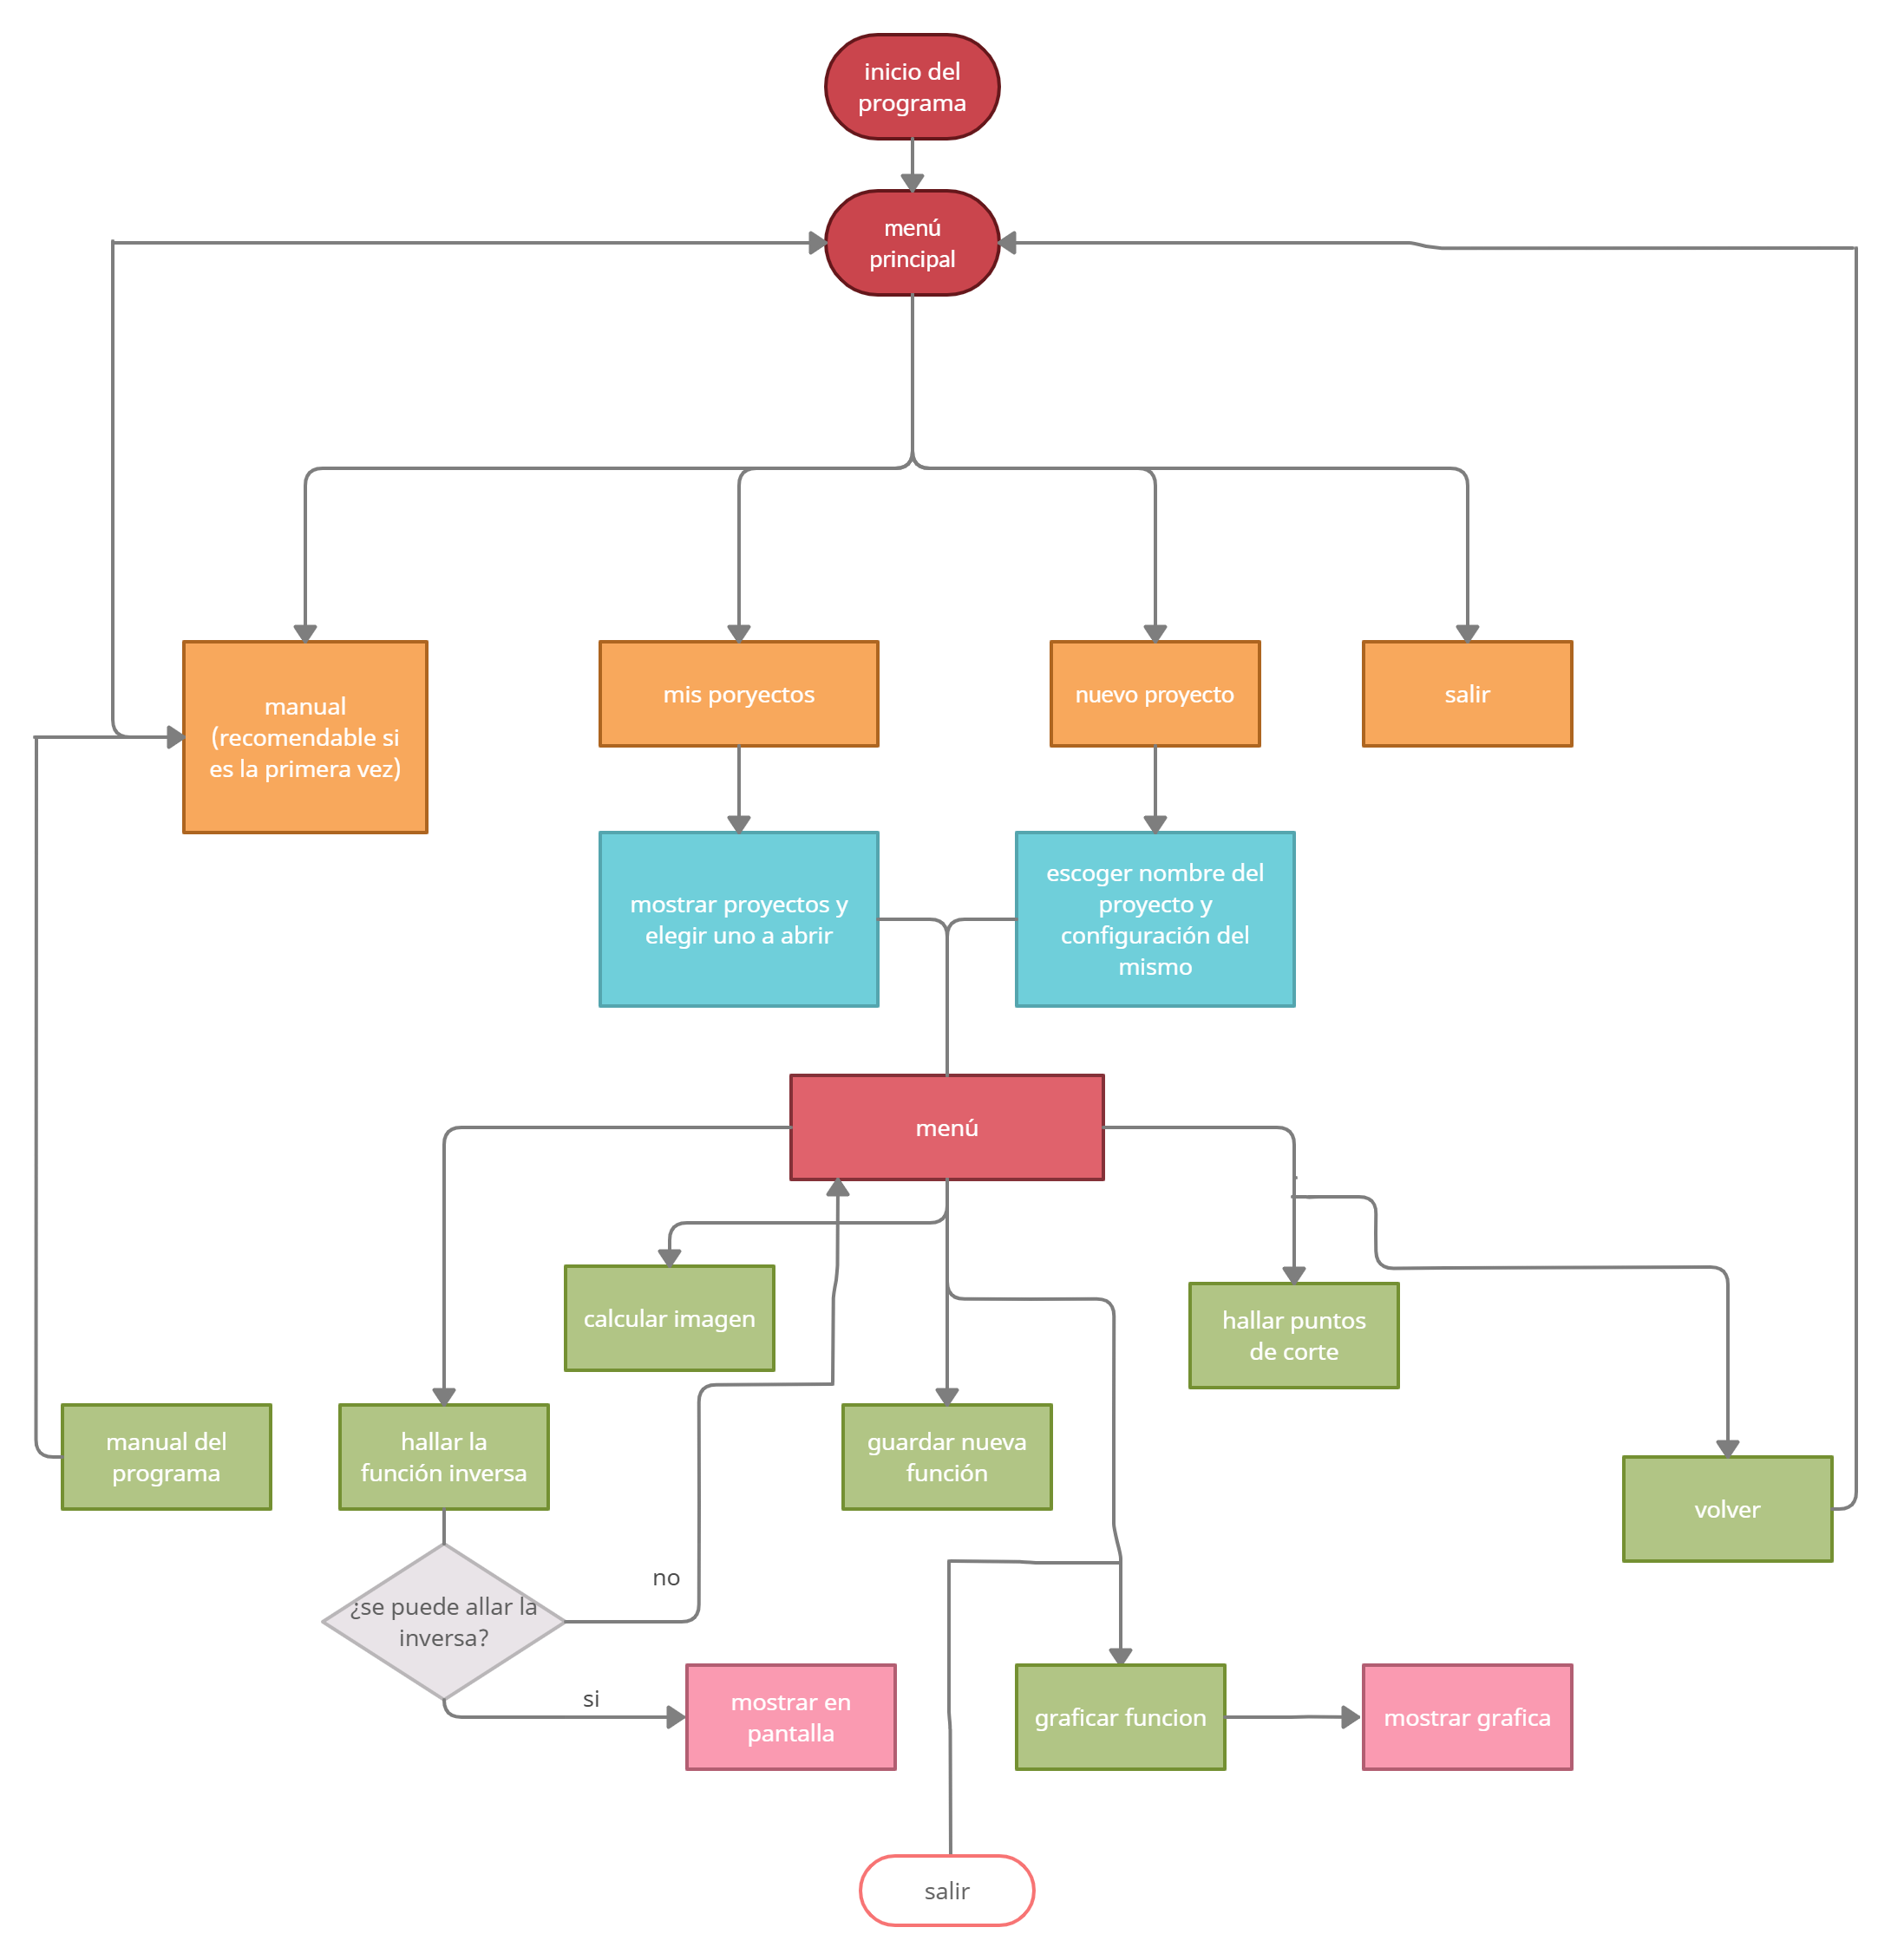 inicio del
programa
menú
principal
manual
(recomendable si
es la primera vez)
mis poryectos
nuevo proyecto
salir
mostrar proyectos y
elegir uno a abrir
escoger nombre del
proyecto y
configuración del
mismo
menú
calcular imagen
hallar puntos
de corte
manual del
programa
hallar la
función inversa
guardar nueva
función
volver
¿se puede allar la
inversa?
no
si
mostrar en
pantalla
graficar funcion
mostrar grafica
salir